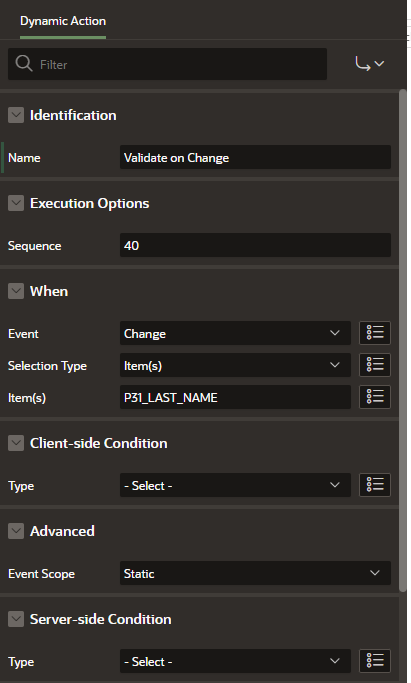 Dynamic Action
Filter
Identification
Name Validate on Change
Execution Options
Sequence 40
When
Event Change
Selection Type Item(s)
Item(s) P31_LAST_NAME
Client-side Condition
Type - Select -
Advanced
Event Scope Static
Server-side Condition
Type - Select -